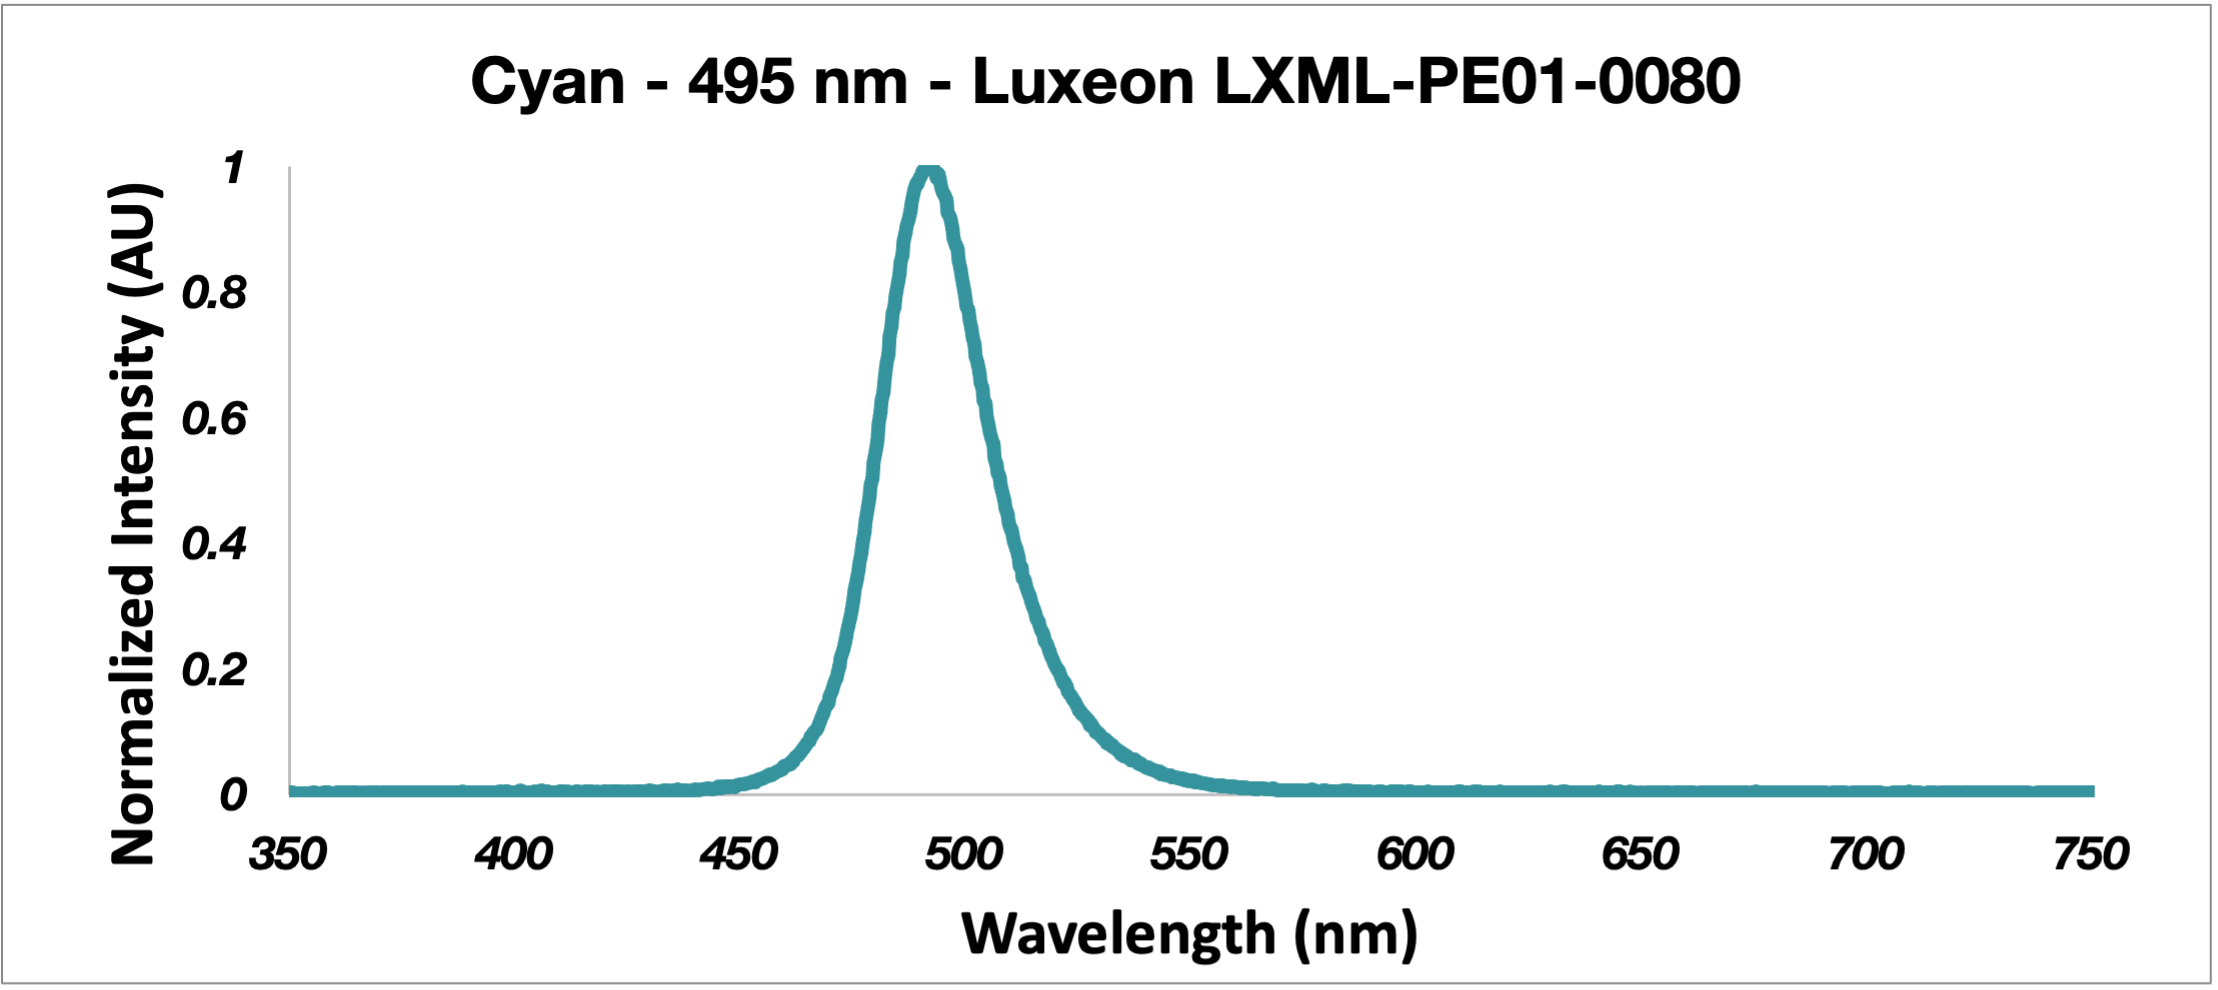 Cyan - 495 nm - Luxeon LXML-PE01-0080
Normalized Intensity (AU)
1
0.8
0.6
0.4
0.2
0
350 400 450 500 550 600 650 700 750
Wavelength (nm)